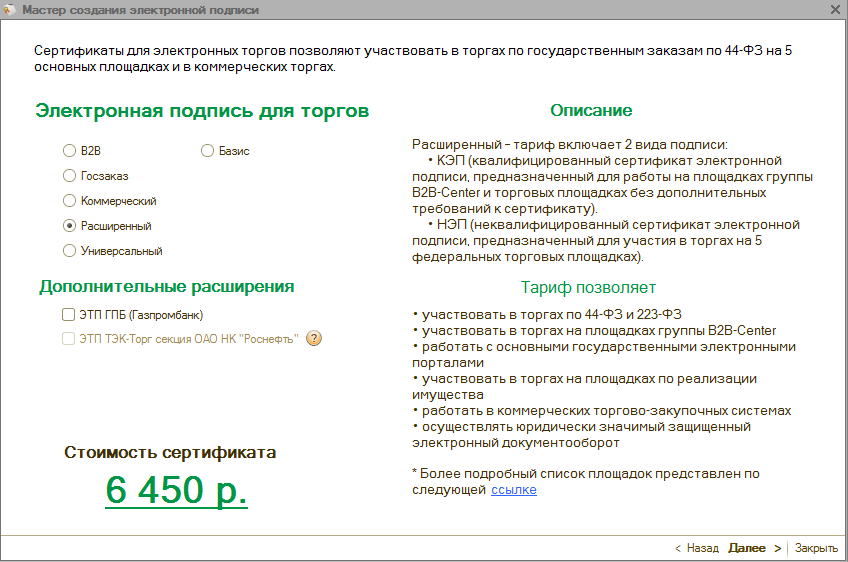 Мастер создания электронной подписи
Сертификаты для электронных торгов позволяют участвовать в торгах по государственным заказам по 44-ФЗ на 5
основных площадках и в коммерческих торгах.
Электронная подпись для торгов
B2B
Базис
Госзаказ
Коммерческий
Расширенный
Универсальный
Дополнительные расширения
ЭТП ГПБ (Газпромбанк)
ЭТП ТЭК-Торг секция ОАО НК "Роснефть" ?
Стоимость сертификата
6 450 р.
Описание
Расширенный – тариф включает 2 вида подписи:
• КЭП (квалифицированный сертификат электронной
подписи, предназначенный для работы на площадках группы
B2B-Center и торговых площадках без дополнительных
требований к сертификату).
• НЭП (неквалифицированный сертификат электронной
подписи, предназначенный для участия в торгах на 5
федеральных торговых площадках).
Тариф позволяет
• участвовать в торгах по 44-ФЗ и 223-ФЗ
• участвовать в торгах на площадках группы B2B-Center
• работать с основными государственными электронными
порталами
• участвовать в торгах на площадках по реализации
имущества
• работать в коммерческих торгово-закупочных системах
• осуществлять юридически значимый защищенный
электронный документооборот
* Более подробный список площадок представлен по
следующей ссылке
< Назад Далее > Закрыть